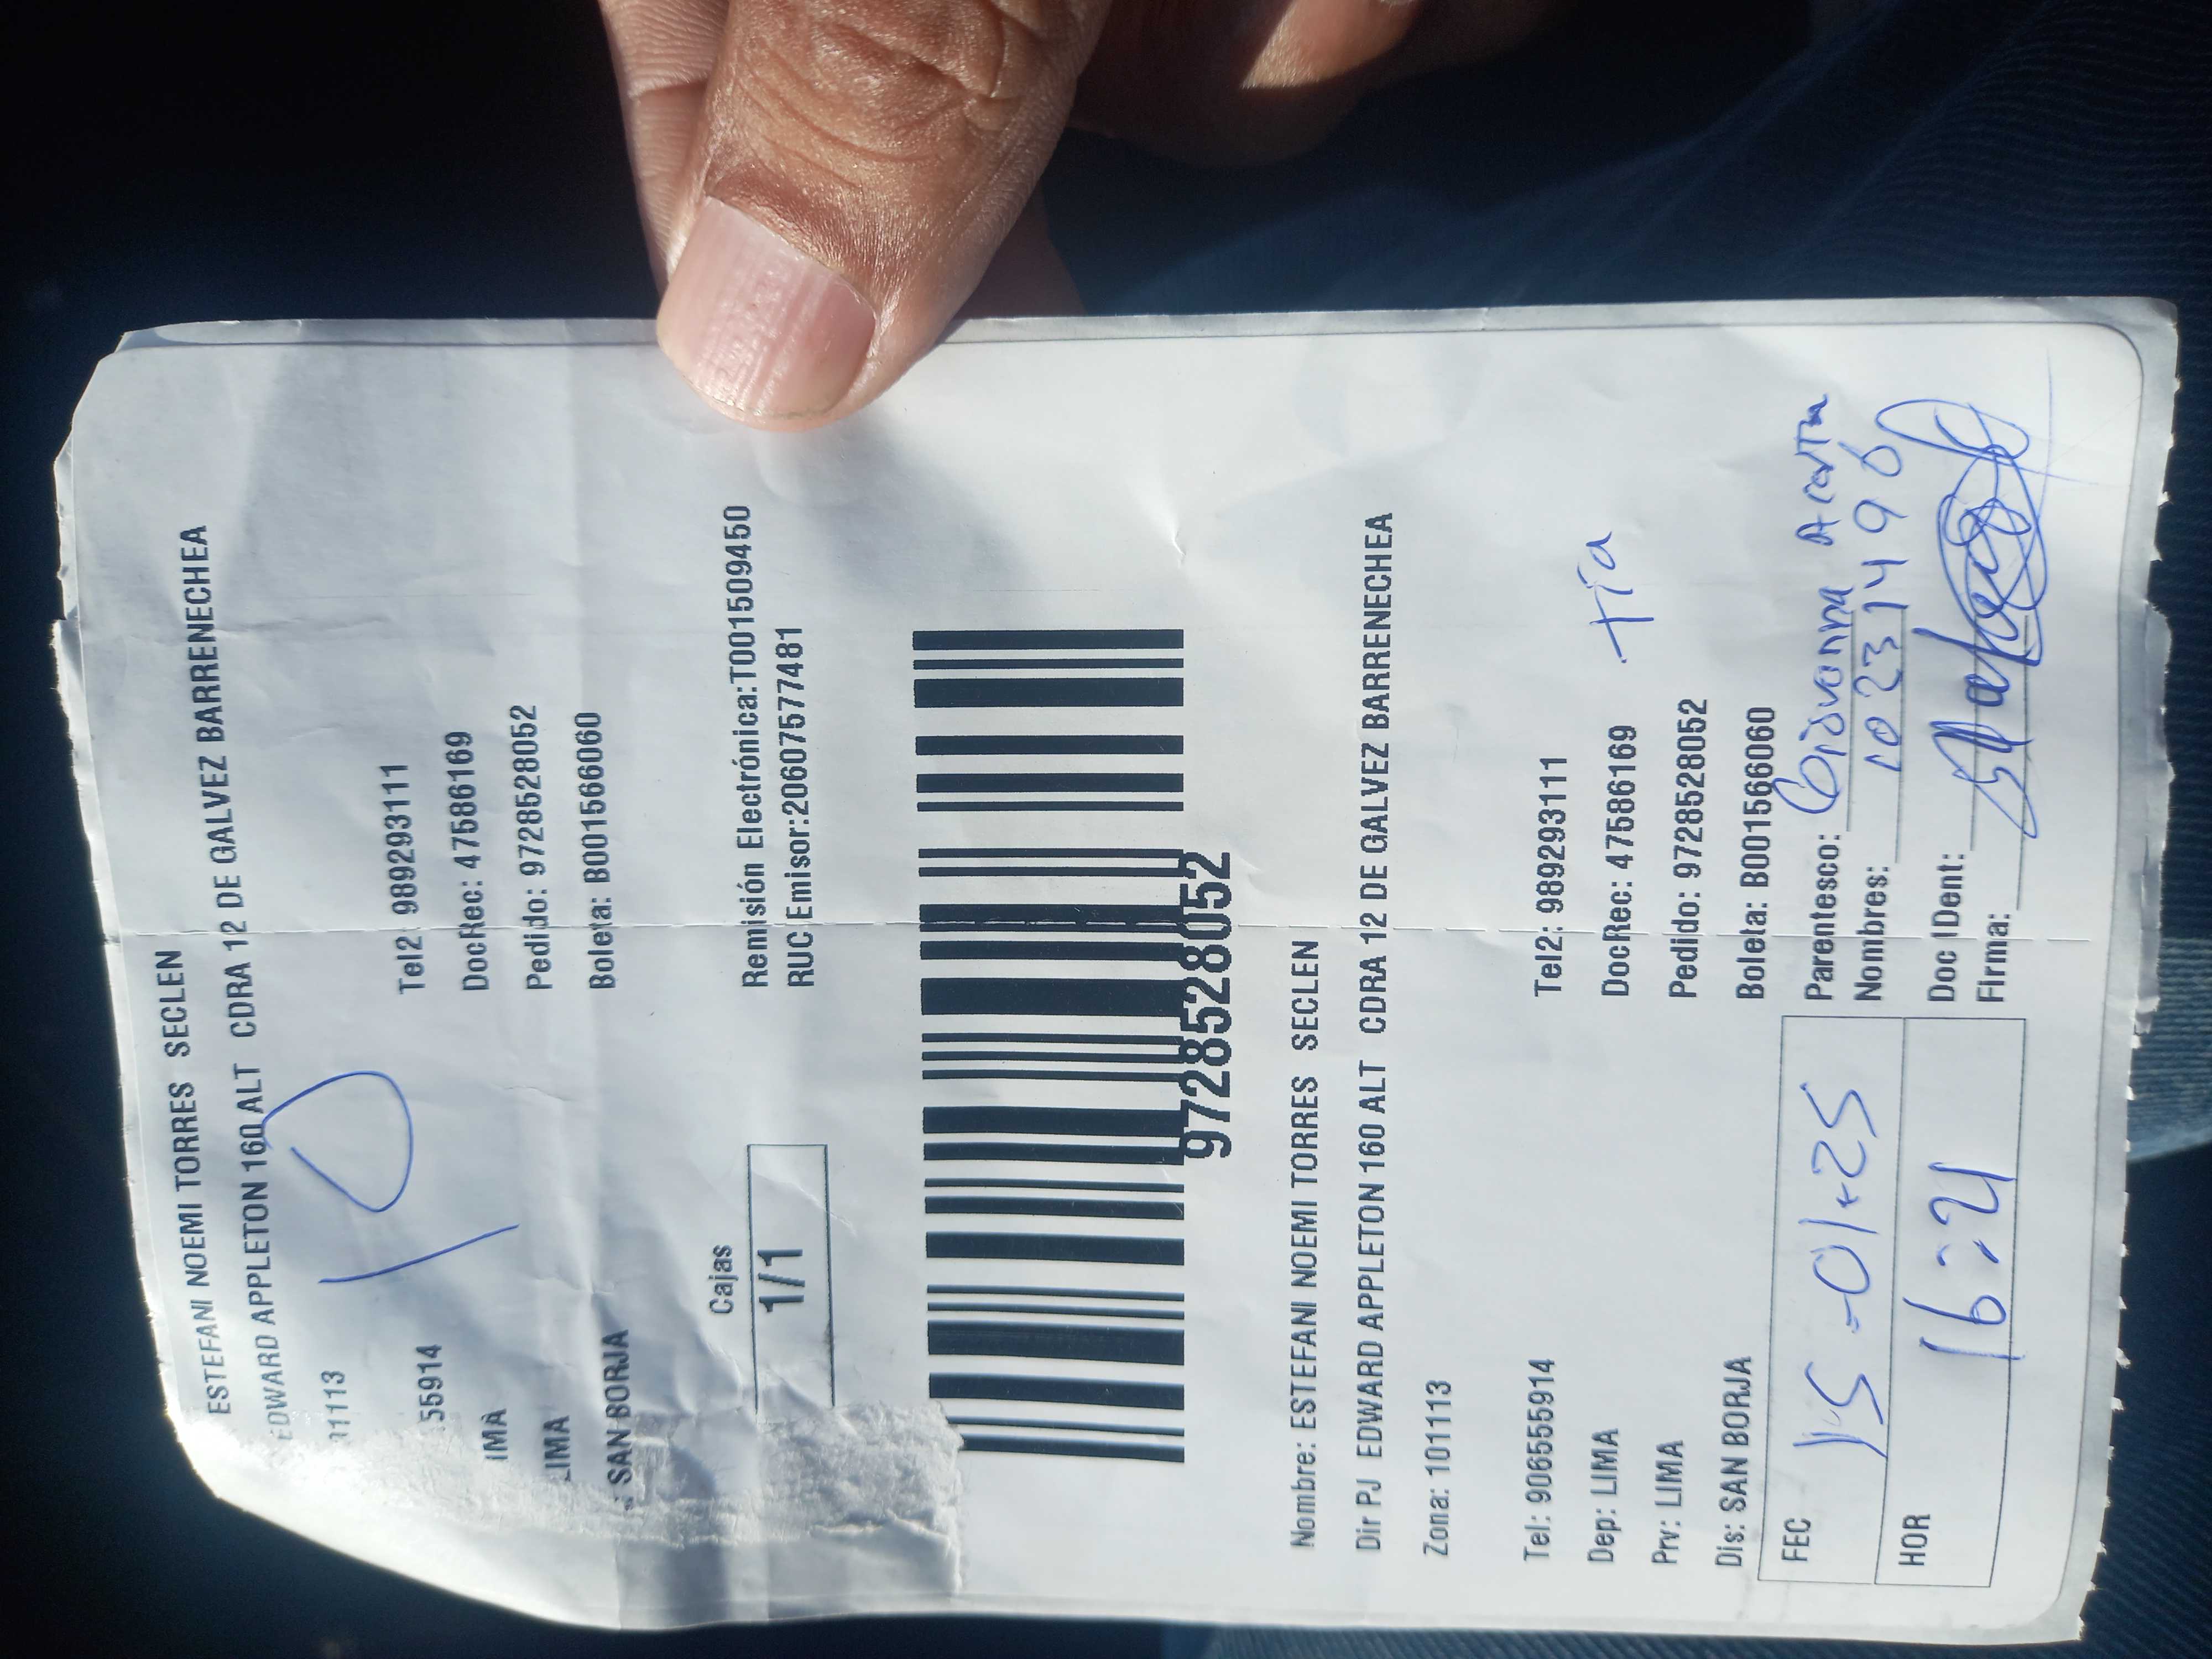 ESTEFANI NOEMI TORRES SECLEN
EDWARD APPLETON 160 ALT CDRA 12 DE GALVEZ BARRENECHEA
01113
55914 Tel2: 989293111
IMA DocRec: 47586169
LIMA Pedido: 9728528052
: SAN BORJA Boleta: B001566060
Cajas
1/1
Remisión Electrónica:T001509450
RUC Emisor:20607577481
9728528052
Nombre: ESTEFANI NOEMI TORRES SECLEN
Dir PJ EDWARD APPLETON 160 ALT CDRA 12 DE GALVEZ BARRENECHEA
Zona: 101113
Tel: 906555914 Tel2: 989293111
Dep: LIMA DocRec: 47586169 tía
Prv: LIMA Pedido: 9728528052
Dis: SAN BORJA Boleta: B001566060
FEC 15-01-25
HOR 16:21
Parentesco: Giovanna
Nombres: 10231496
Doc IDent:
Firma: